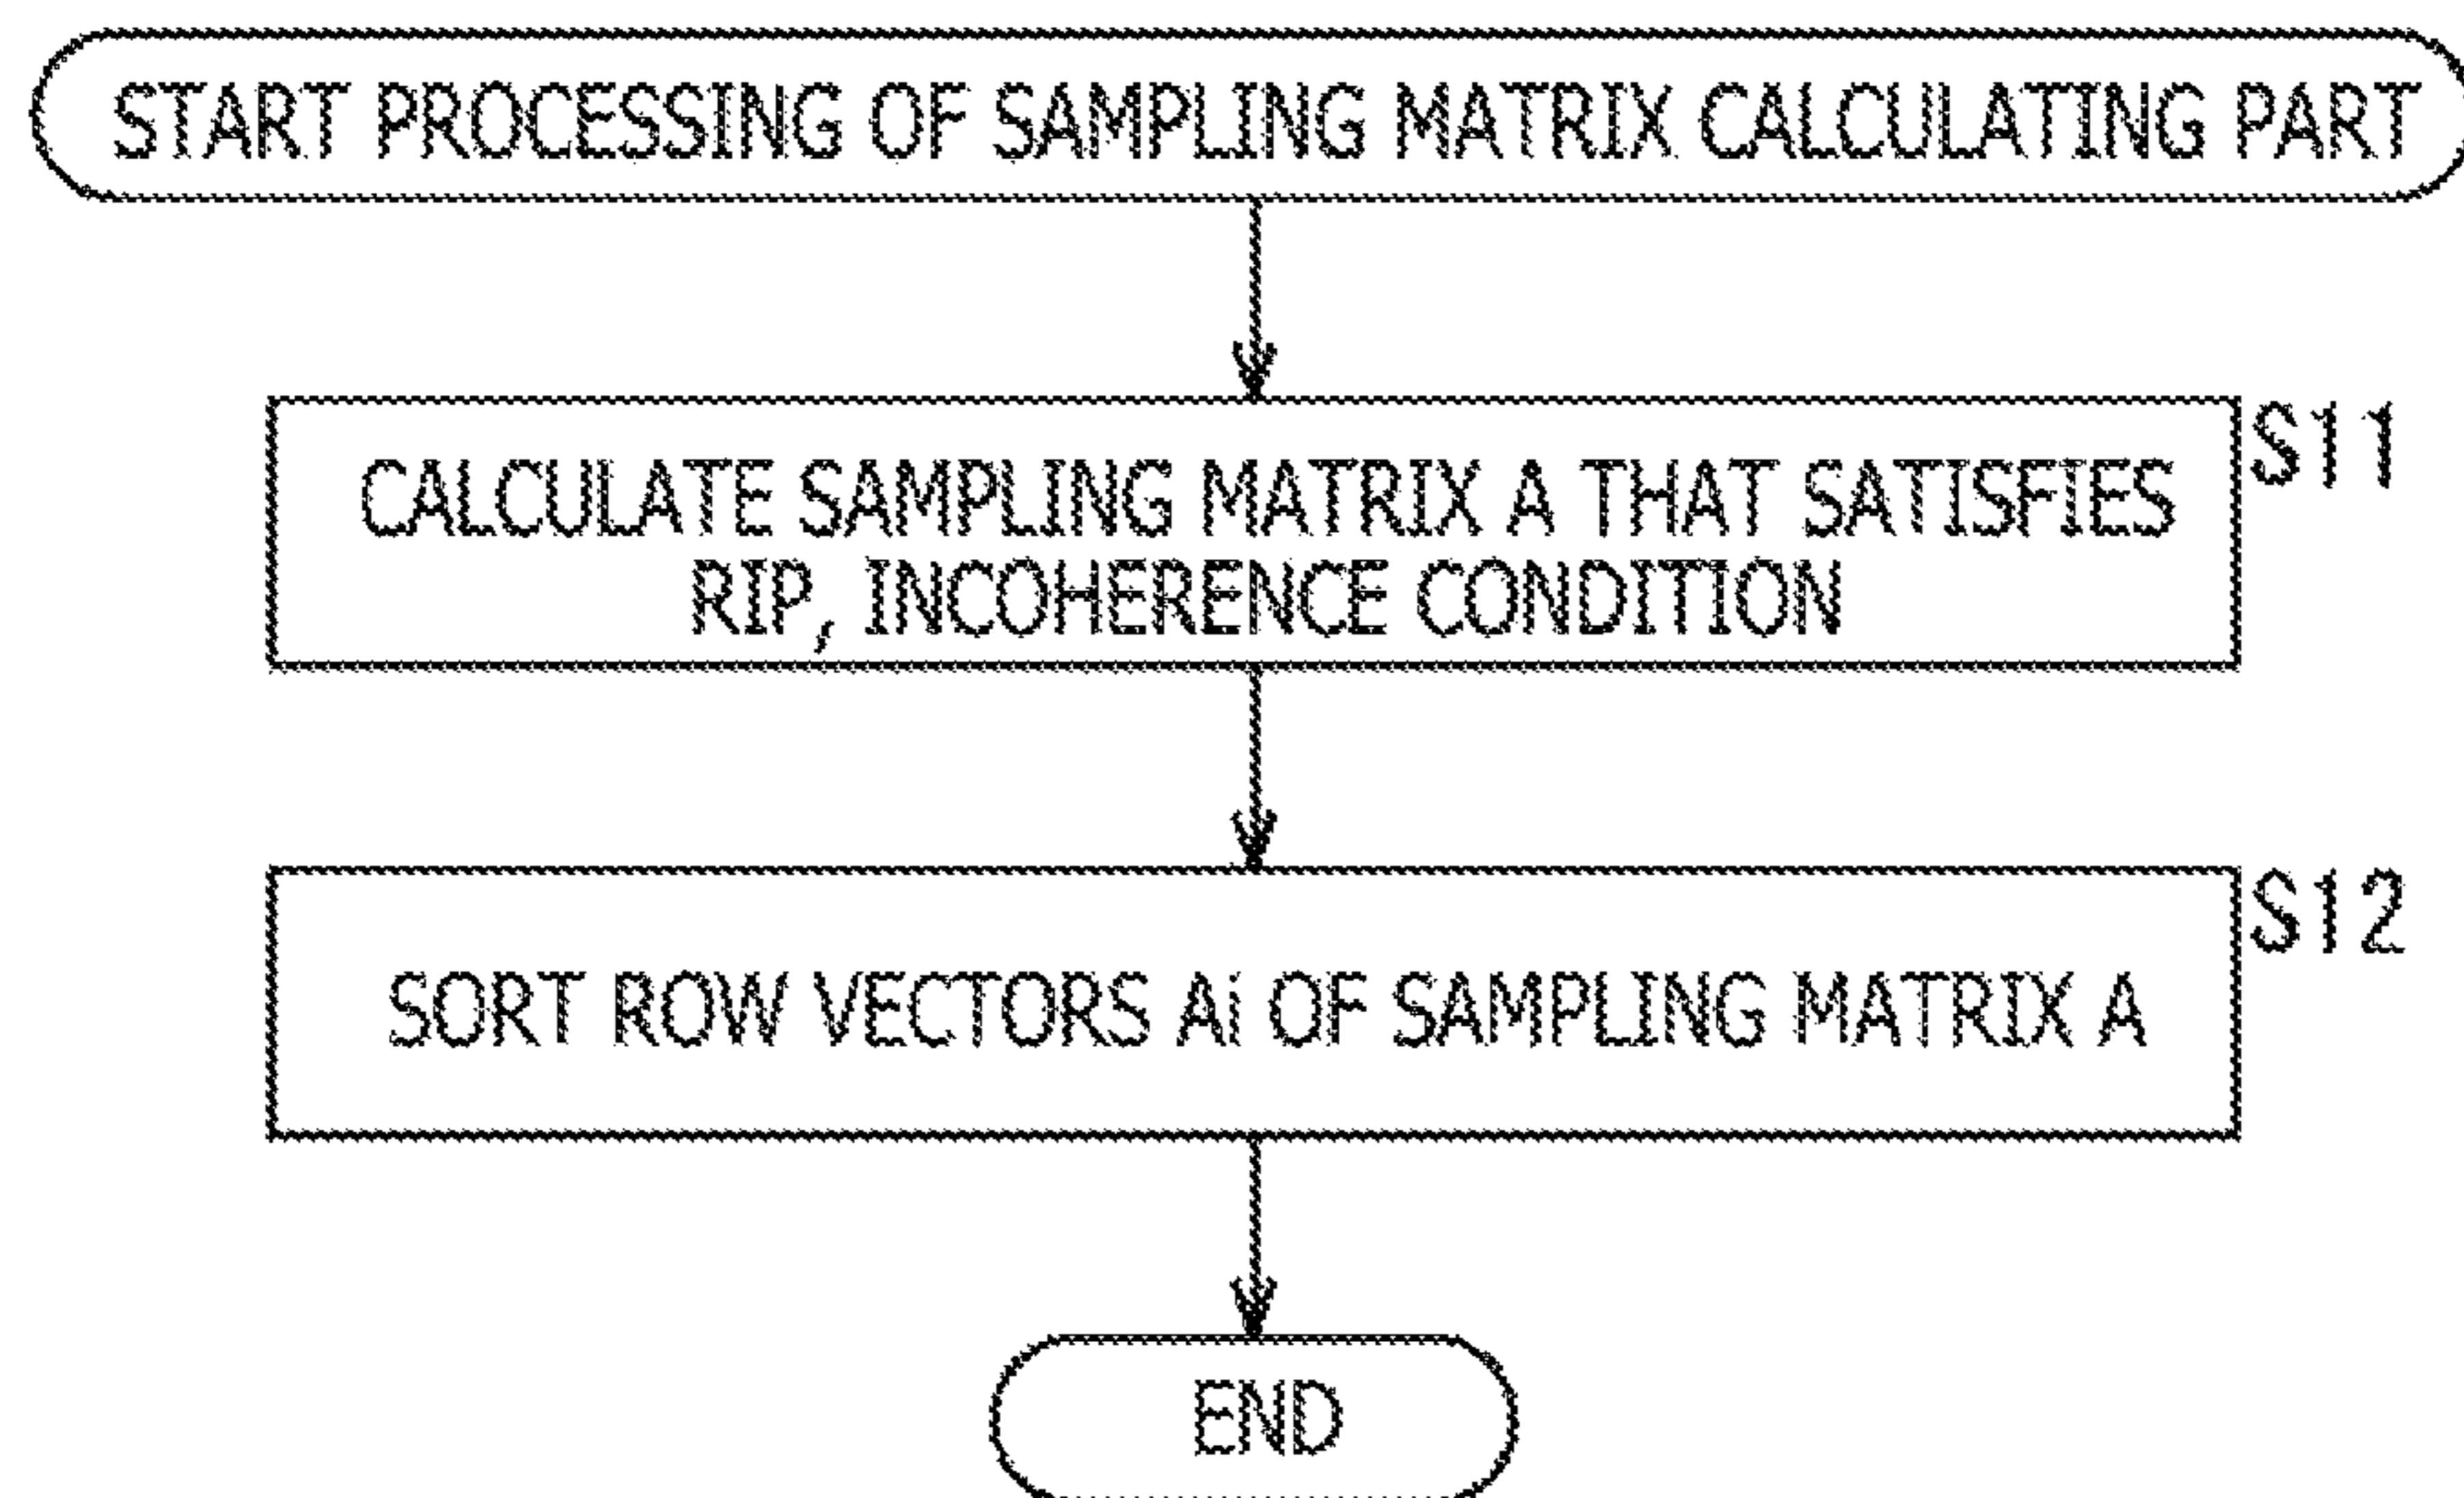 START PROCESSING OF SAMPLING MATRIX CALCULATING PART
S11
CALCULATE SAMPLING MATRIX A THAT SATISFIES
RIP, INCOHERENCE CONDITION
S12
SORT ROW VECTORS Ai OF SAMPLING MATRIX A
END